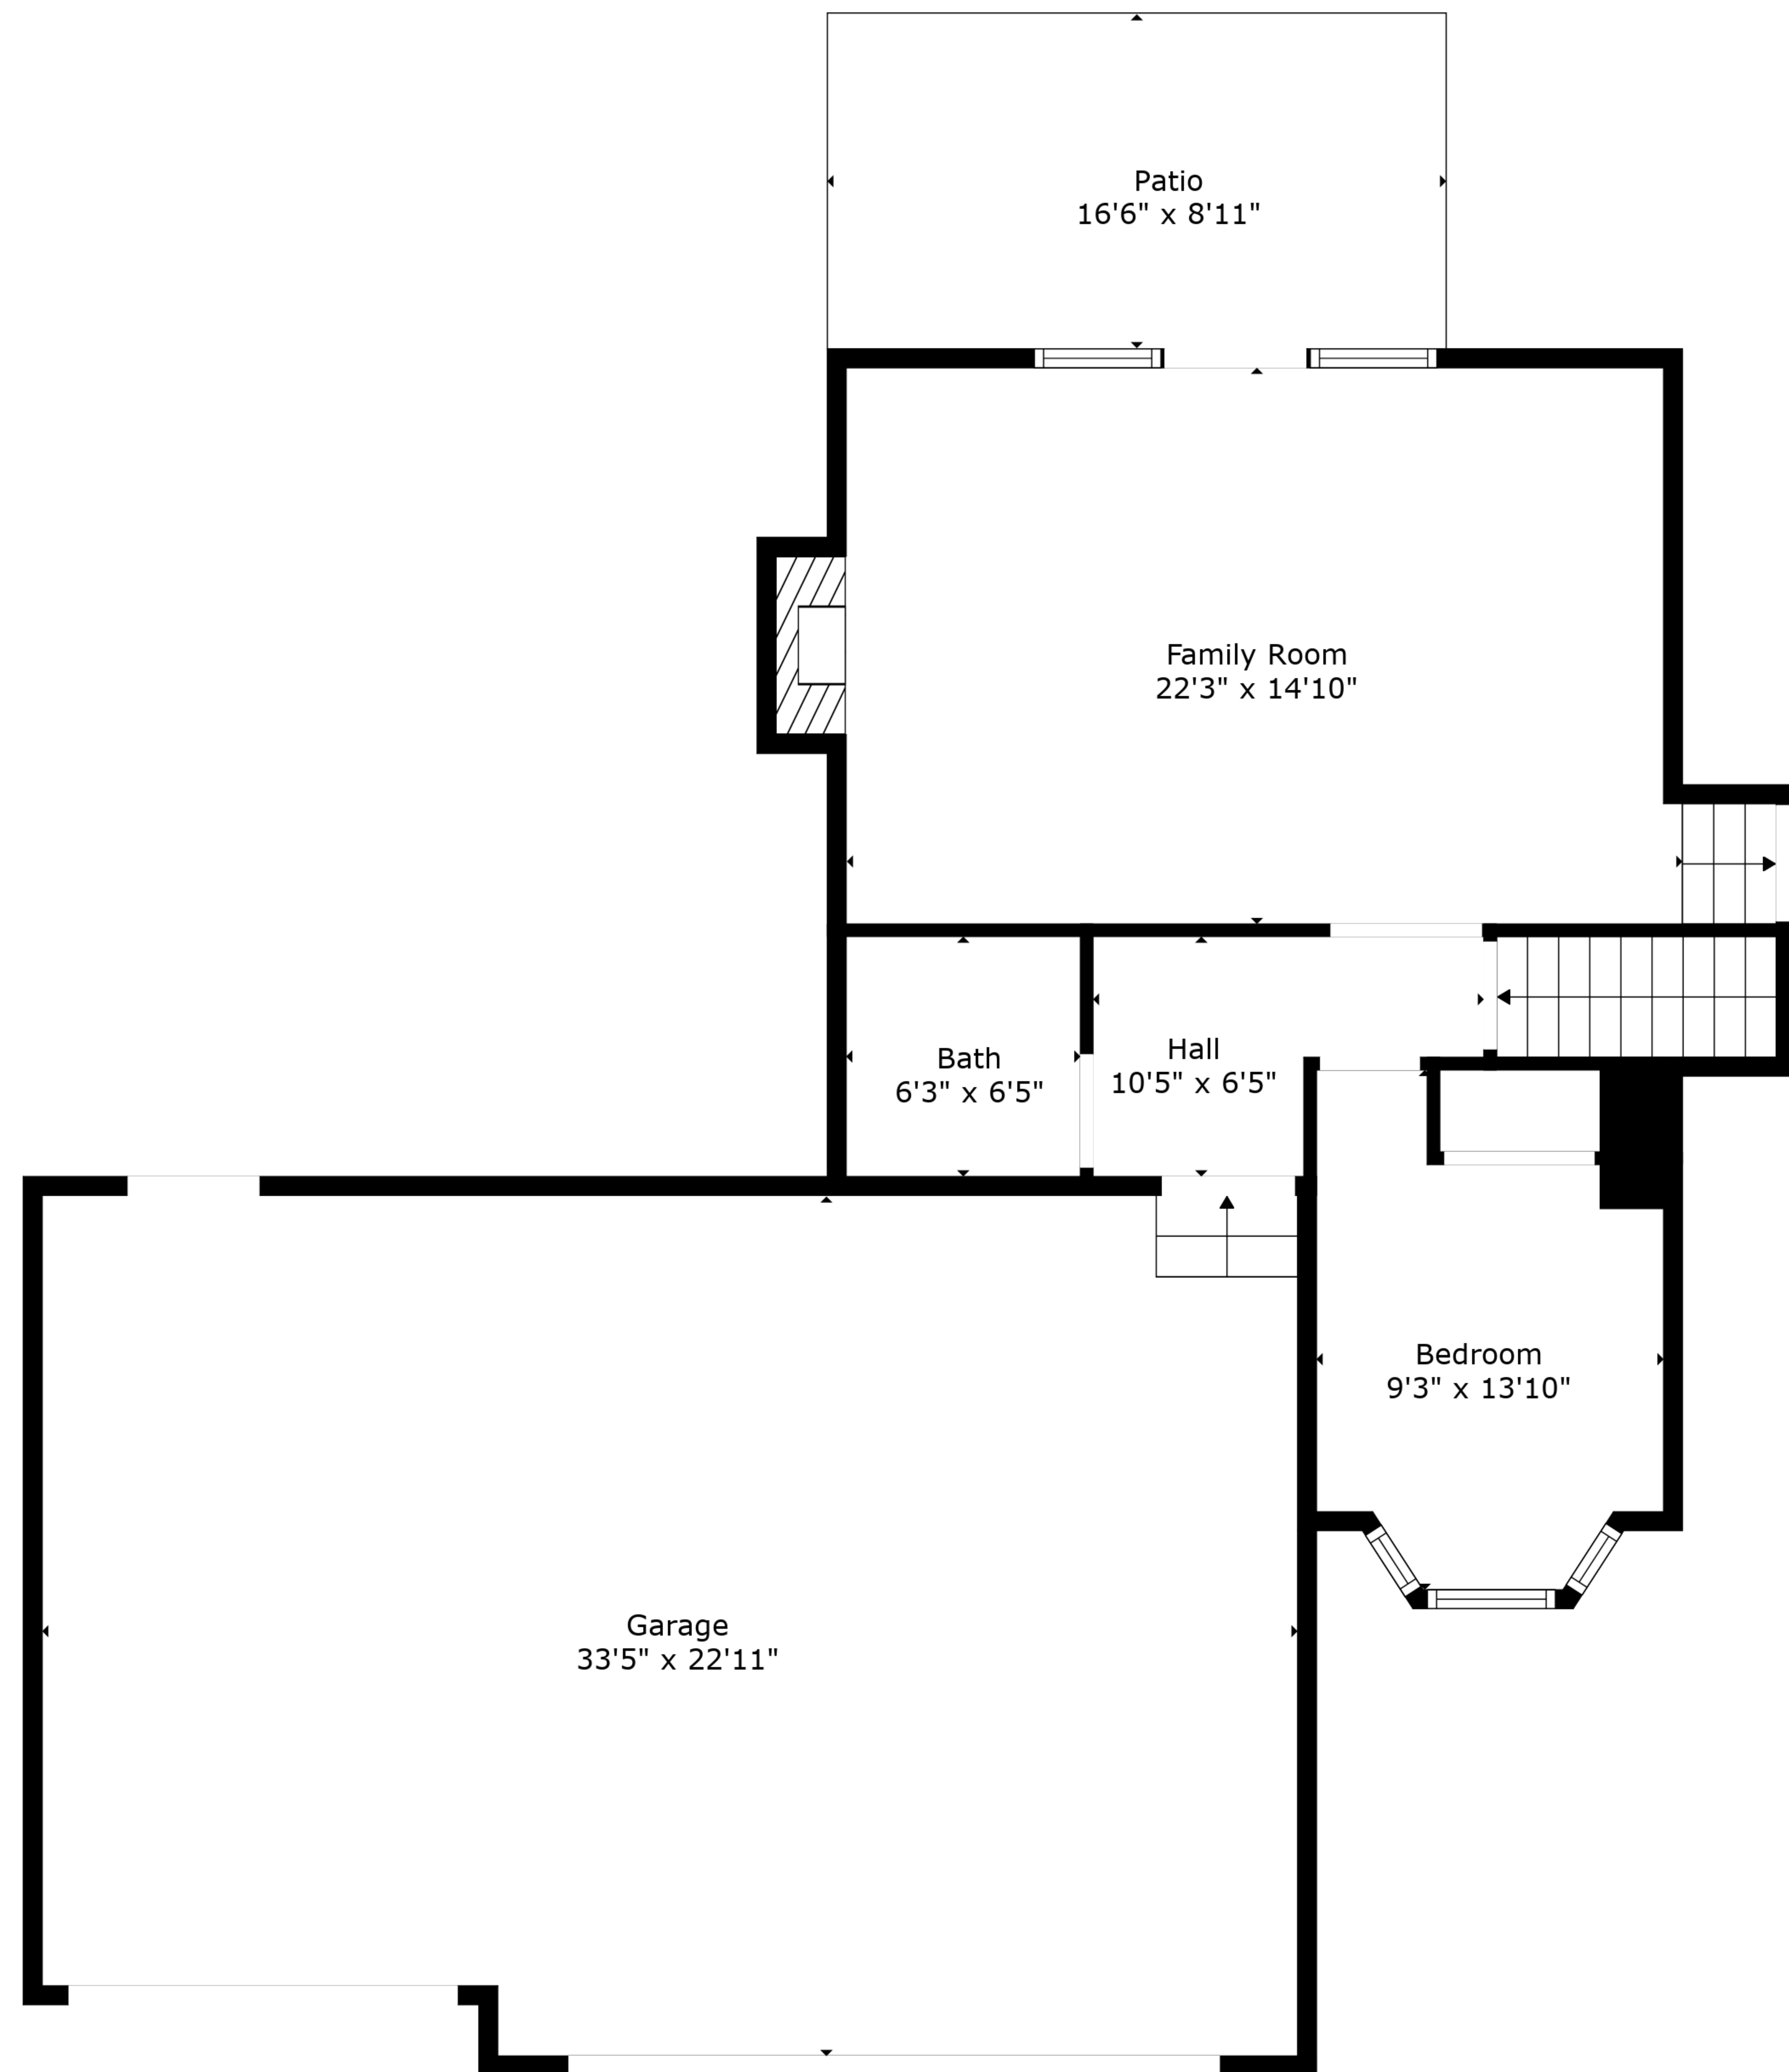 Patio
16'6" x 8'11"
Family Room
22'3" x 14'10"
Bath
6'3" x 6'5"
Hall
10'5" x 6'5"
Bedroom
9'3" x 13'10"
Garage
33'5" x 22'11"